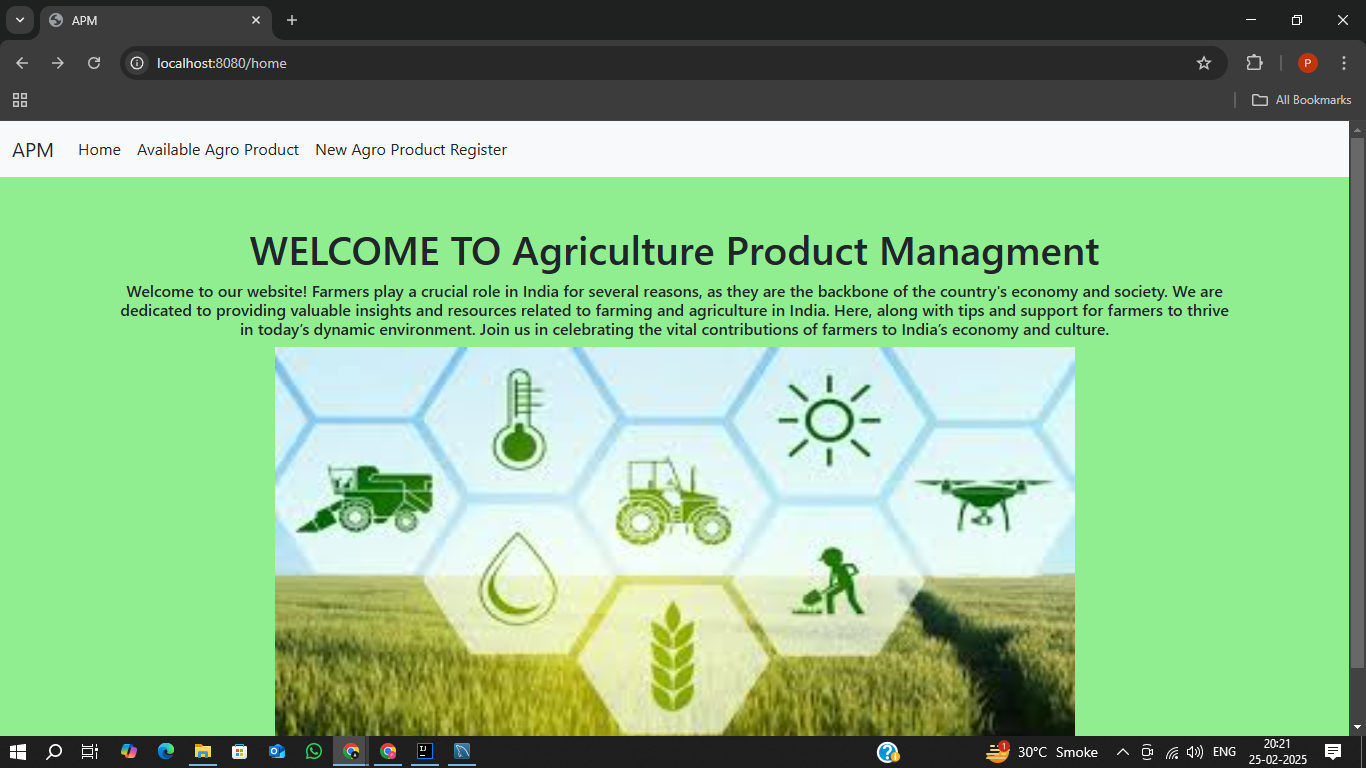 APM
localhost:8080/home
P
All Bookmarks
APM Home Available Agro Product New Agro Product Register
WELCOME TO Agriculture Product Managment
Welcome to our website! Farmers play a crucial role in India for several reasons, as they are the backbone of the country's economy and society. We are
dedicated to providing valuable insights and resources related to farming and agriculture in India. Here, along with tips and support for farmers to thrive
in today’s dynamic environment. Join us in celebrating the vital contributions of farmers to India’s economy and culture.
1 30°C Smoke ENG 20:21
25-02-2025